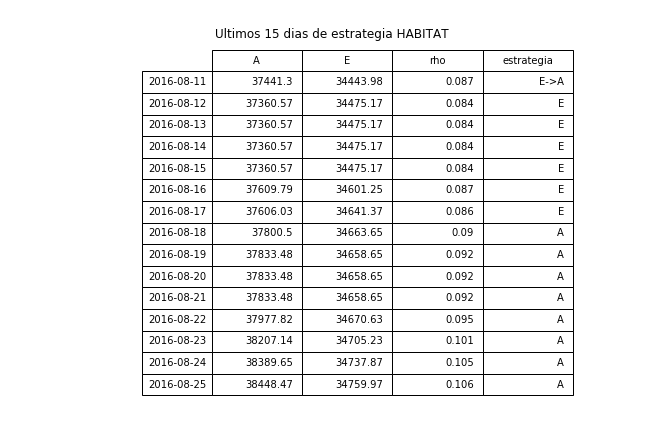 Ultimos 15 dias de estrategia HABITAT
A E rho estrategia
2016-08-11 37441.3 34443.98 0.087 E->A
2016-08-12 37360.57 34475.17 0.084 E
2016-08-13 37360.57 34475.17 0.084 E
2016-08-14 37360.57 34475.17 0.084 E
2016-08-15 37360.57 34475.17 0.084 E
2016-08-16 37609.79 34601.25 0.087 E
2016-08-17 37606.03 34641.37 0.086 E
2016-08-18 37800.5 34663.65 0.09 A
2016-08-19 37833.48 34658.65 0.092 A
2016-08-20 37833.48 34658.65 0.092 A
2016-08-21 37833.48 34658.65 0.092 A
2016-08-22 37977.82 34670.63 0.095 A
2016-08-23 38207.14 34705.23 0.101 A
2016-08-24 38389.65 34737.87 0.105 A
2016-08-25 38448.47 34759.97 0.106 A